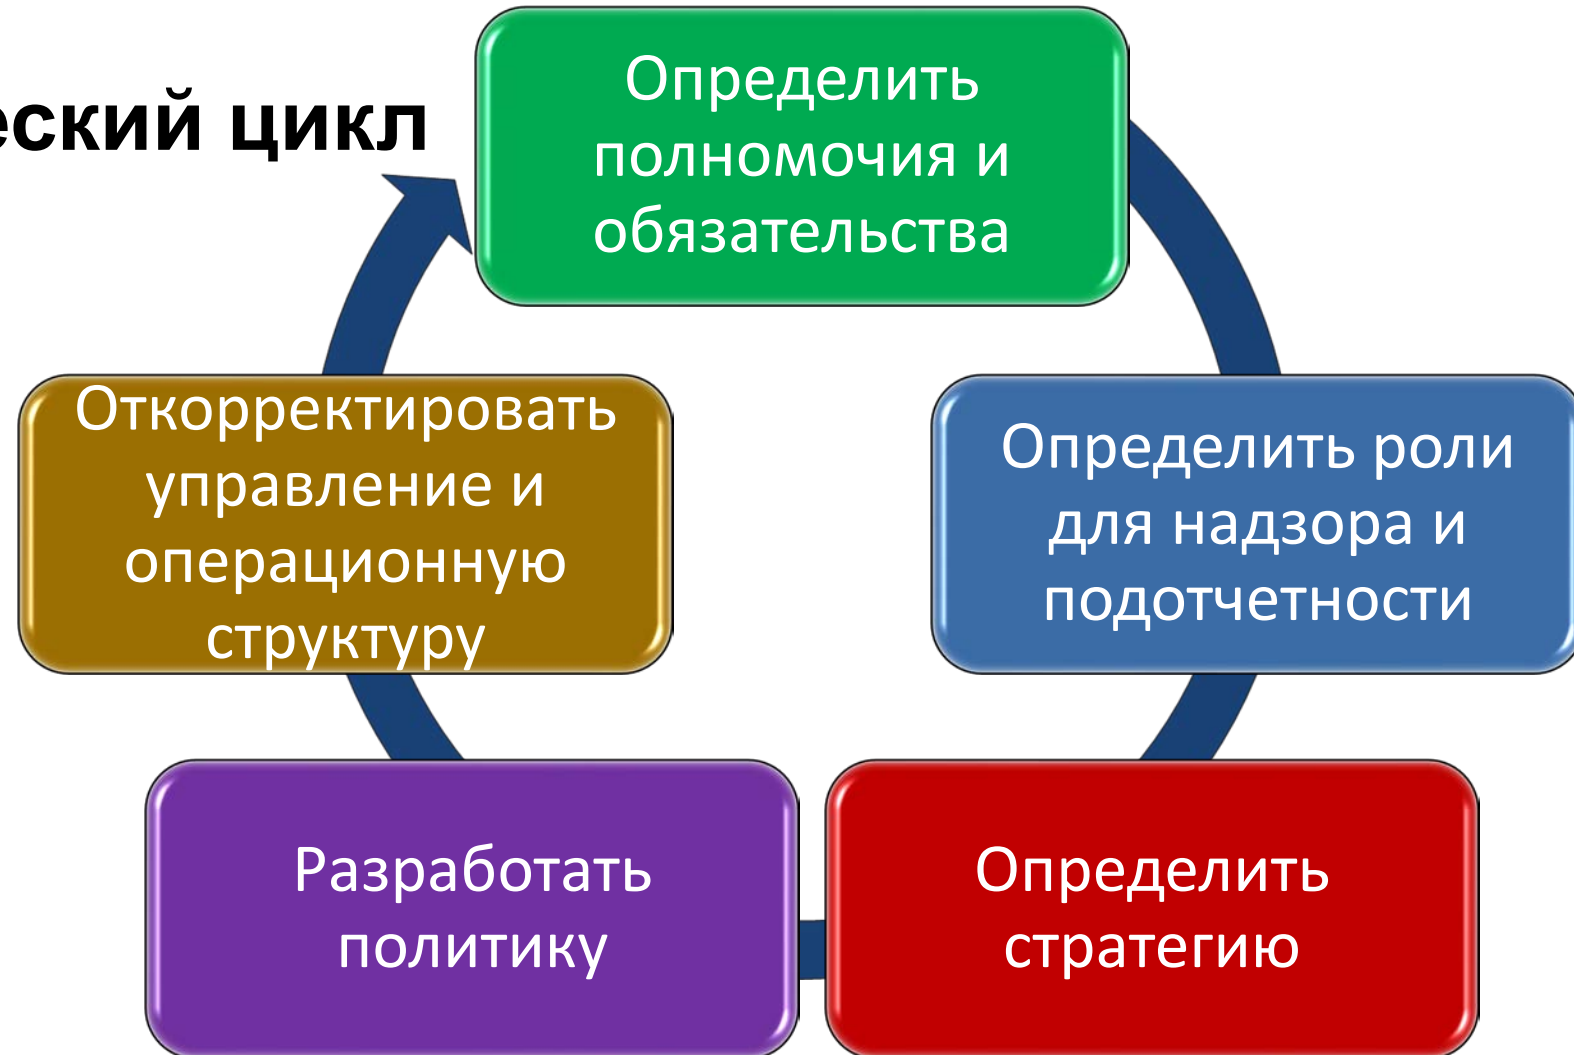 еский цикл
Определить
полномочия и
обязательства
Определить роли
для надзора и
подотчетности
Определить
стратегию
Разработать
политику
Откорректировать
управление и
операционную
структуру